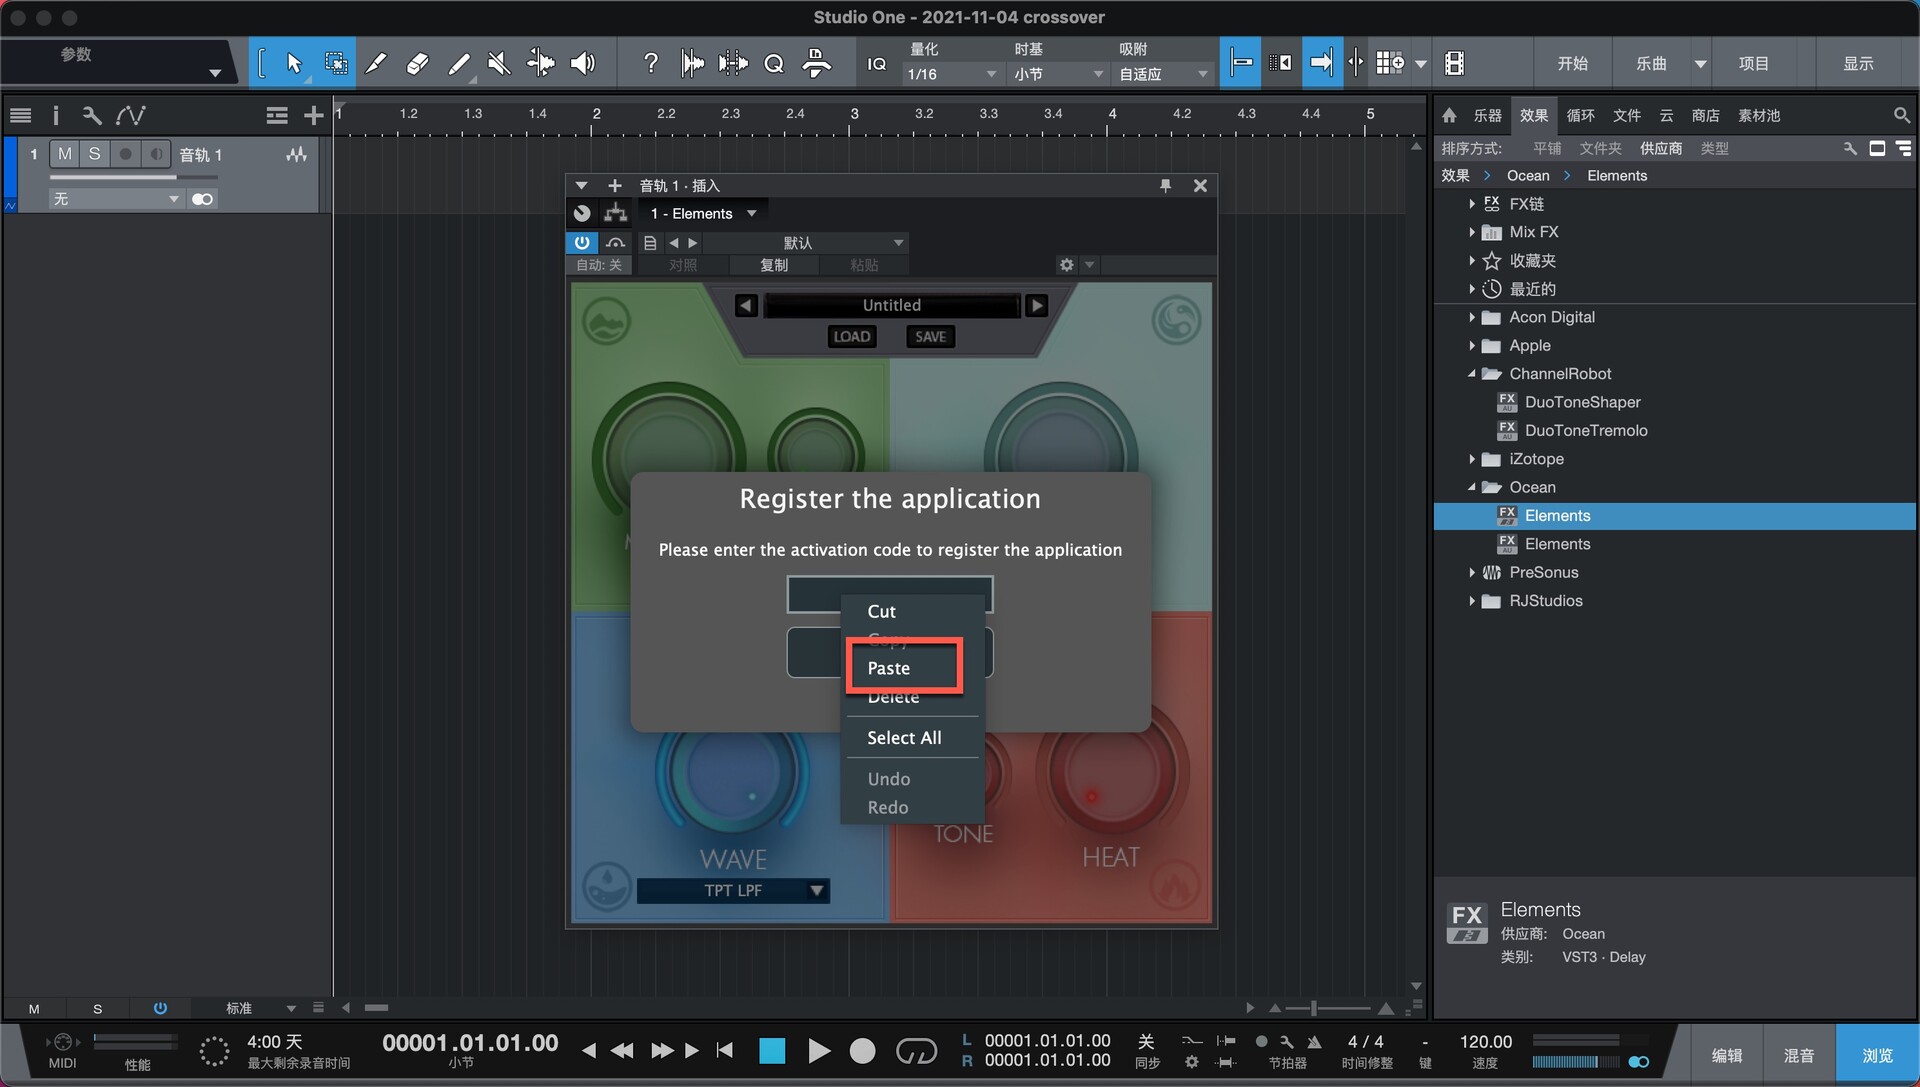 Studio One - 2021-11-04 crossover
参数
IQ
量化
1/16
时基
小节
吸附
自适应
开始
乐曲
项目
显示
1
1.2
1.3
1.4
2
2.2
2.3
2.4
3
3.2
3.3
3.4
4
4.2
4.3
4.4
5
1
M
S
音轨 1
无
音轨 1 · 插入
1 - Elements
默认
自动: 关
对照
复制
粘贴
Untitled
LOAD
SAVE
Register the application
Please enter the activation code to register the application
Cut
Copy
Paste
Delete
Select All
Undo
Redo
WAVE
TPT LPF
TONE
HEAT
乐器
效果
循环
文件
云
商店
素材池
排序方式:
平铺
文件夹
供应商
类型
效果
Ocean
Elements
FX链
Mix FX
收藏夹
最近的
Acon Digital
Apple
ChannelRobot
FX AU DuoToneShaper
FX AU DuoToneTremolo
iZotope
Ocean
FX Elements
FX AU Elements
PreSonus
RJStudios
FX
Elements
供应商: Ocean
类别: VST3 · Delay
M
S
标准
MIDI
性能
4:00 天
最大剩余录音时间
00001.01.01.00
小节
L 00001.01.01.00
R 00001.01.01.00
关
同步
节拍器
4 / 4
时间修整
-
键
120.00
速度
编辑
混音
浏览